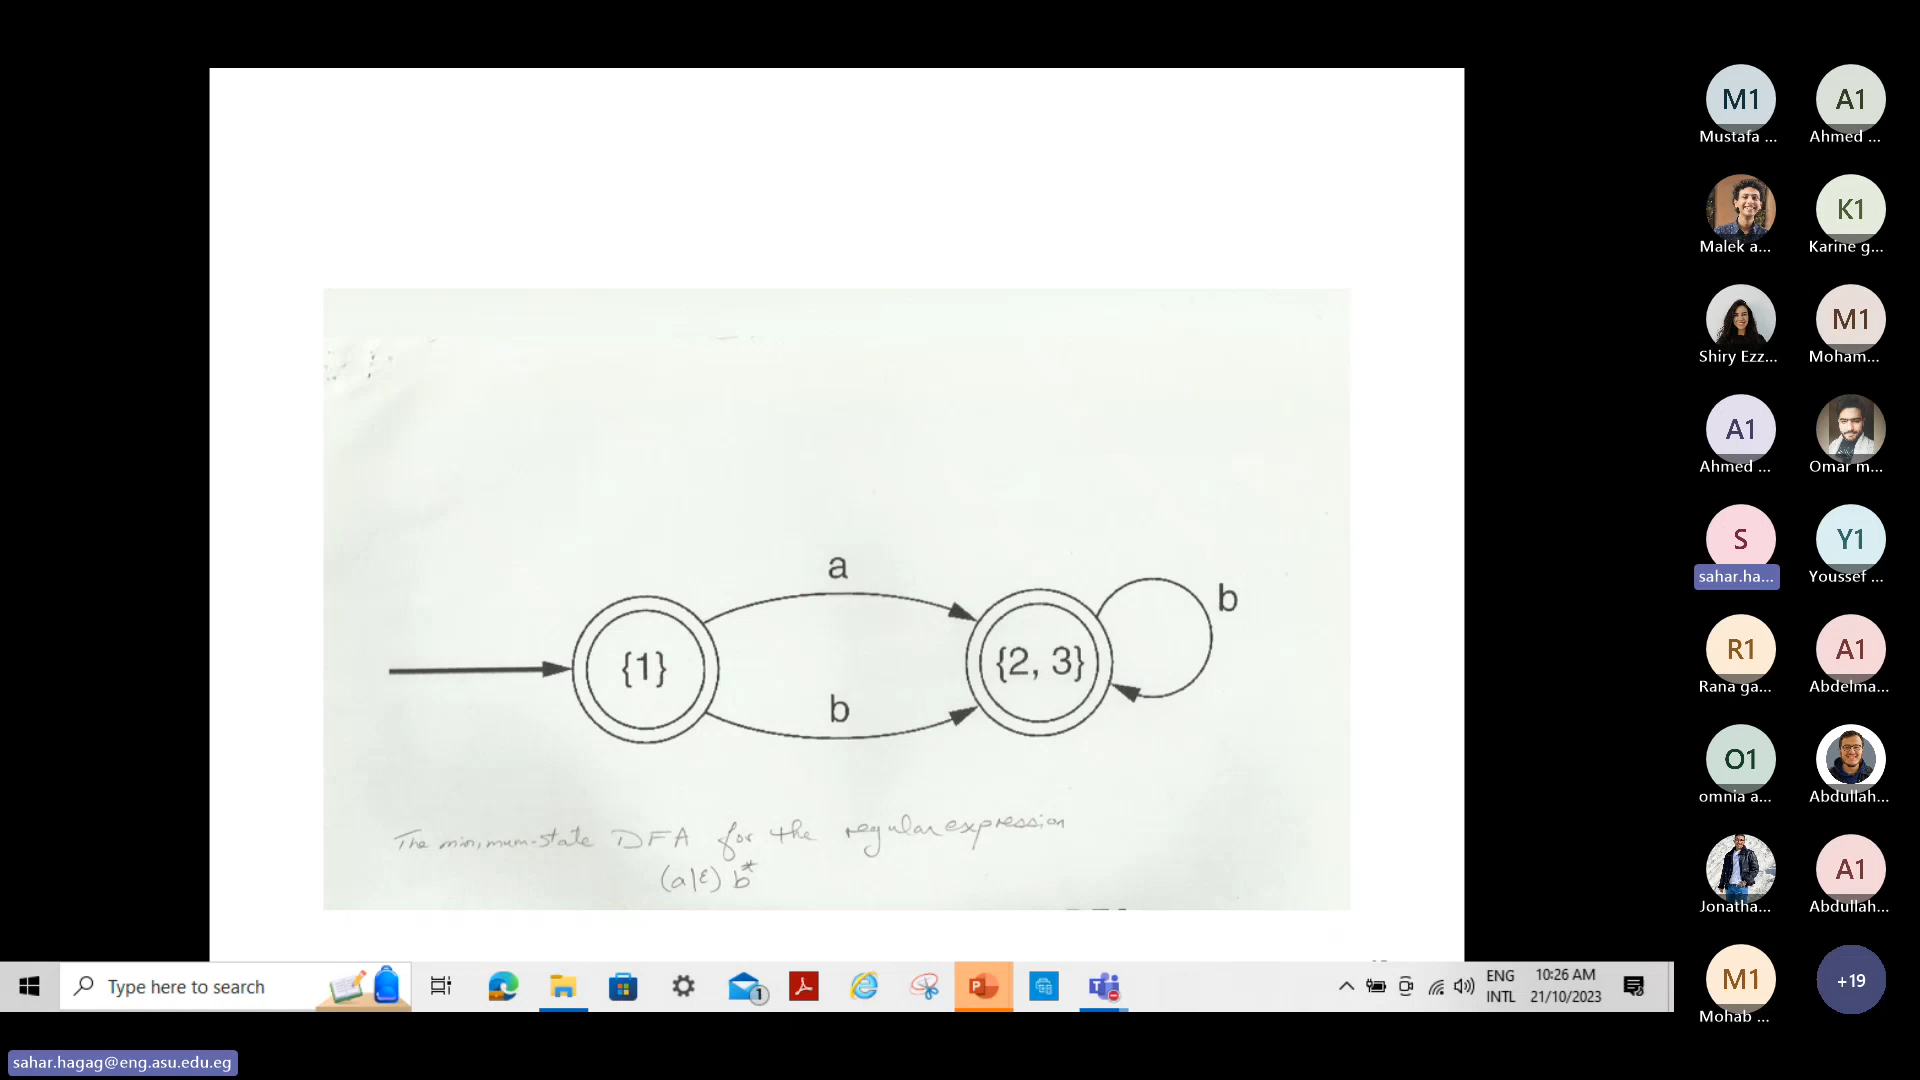 M1
A1
Mustafa ...
Ahmed ...
K1
Malek a...
Karine g...
M1
Shiry Ezz...
Moham...
A1
Ahmed ...
Omar m...
S
Y1
sahar.ha...
Youssef ...
R1
A1
Rana ga...
Abdelma...
O1
omnia a...
Abdullah...
A1
Jonatha...
Abdullah...
M1
+19
Mohab ...
a
b
{1}
{2, 3}
b
The minimum-state DFA for the regular expression
(a|ε) b*
Type here to search
1
ENG
INTL
10:26 AM
21/10/2023
sahar.hagag@eng.asu.edu.eg